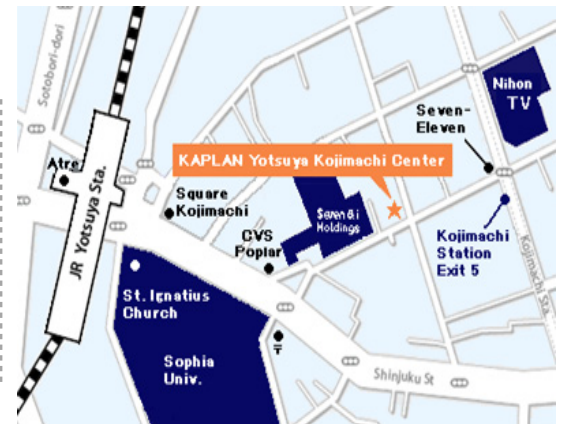 Sotobori-dori
Nihon
TV
Seven-
Eleven
Atre
KAPLAN Yotsuya Kojimachi Center
JR Yotsuya Sta.
Square
Kojimachi
Seven & i
Holdings
CVS
Poplar
Kojimachi
Station
Exit 5
Kojimachi Sta.
St. Ignatius
Church
〒
Sophia
Univ.
Shinjuku St